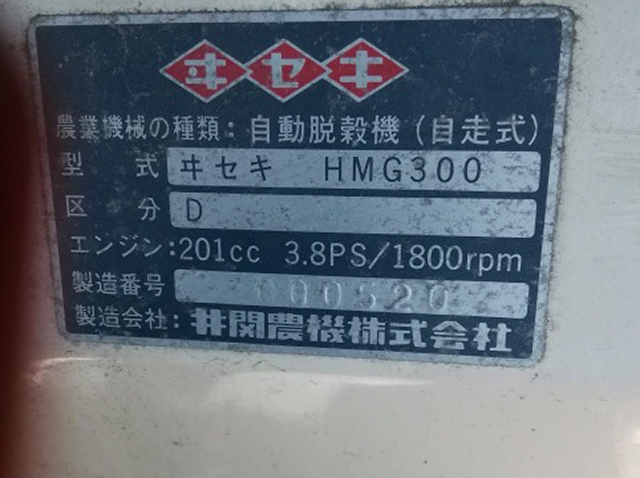 ヰセキ
農業機械の種類：自動脱穀機（自走式）
型式 ヰセキ HMG300
区分 D
エンジン：201cc 3.8PS/1800rpm
製造番号 000520
製造会社：井関農機株式会社